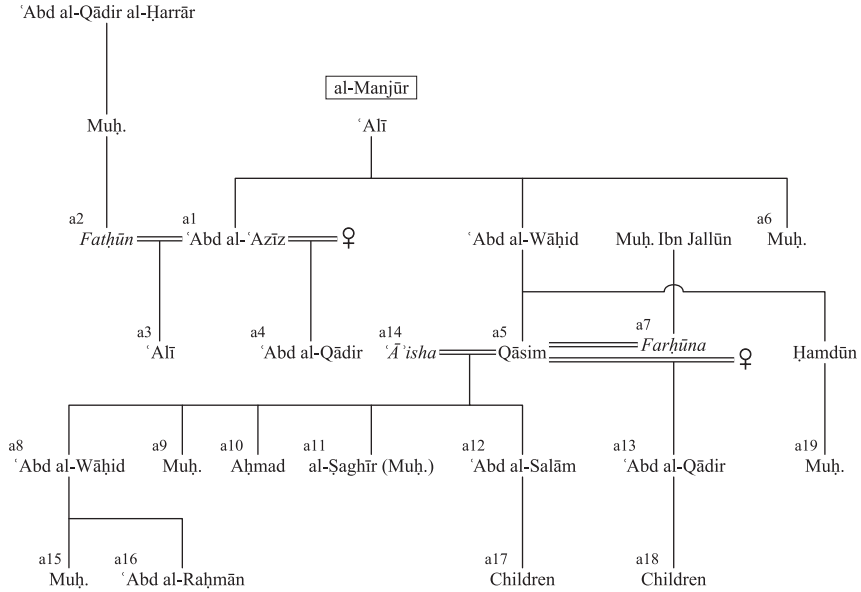 ʿAbd al-Qādir al-Ḥarrār
al-Manjūr
Muḥ.
ʿAlī
a2
Fatḥūn
a1
ʿAbd al-ʿAzīz
♀
ʿAbd al-Wāḥid
Muḥ. Ibn Jallūn
a6
Muḥ.
a3
ʿAlī
a4
ʿAbd al-Qādir
a14
ʿĀʾisha
a5
Qāsim
a7
Farḥūna
♀
Ḥamdūn
a8
ʿAbd al-Wāḥid
a9
Muḥ.
a10
Aḥmad
a11
al-Ṣaghīr (Muḥ.)
a12
ʿAbd al-Salām
a13
ʿAbd al-Qādir
a19
Muḥ.
a15
Muḥ.
a16
ʿAbd al-Raḥmān
a17
Children
a18
Children